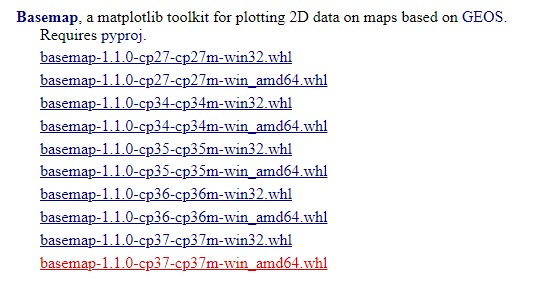 Basemap, a matplotlib toolkit for plotting 2D data on maps based on GEOS.
Requires pyproj.
basemap-1.1.0-cp27-cp27m-win32.whl
basemap-1.1.0-cp27-cp27m-win_amd64.whl
basemap-1.1.0-cp34-cp34m-win32.whl
basemap-1.1.0-cp34-cp34m-win_amd64.whl
basemap-1.1.0-cp35-cp35m-win32.whl
basemap-1.1.0-cp35-cp35m-win_amd64.whl
basemap-1.1.0-cp36-cp36m-win32.whl
basemap-1.1.0-cp36-cp36m-win_amd64.whl
basemap-1.1.0-cp37-cp37m-win32.whl
basemap-1.1.0-cp37-cp37m-win_amd64.whl